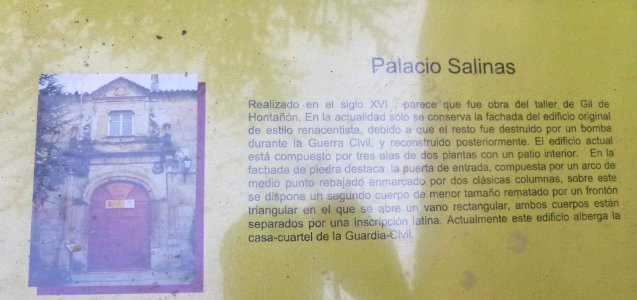 Palacio Salinas
Realizado en el siglo XVI , parece que fue obra del taller de Gil de
Hontañón. En la actualidad sólo se conserva la fachada del edificio original
de estilo renacentista, debido a que el resto fue destruido por un bomba
durante la Guerra Civil, y reconstruido posteriormente. El edificio actual
está compuesto por tres alas de dos plantas con un patio interior. En la
fachada de piedra destaca la puerta de entrada, compuesta por un arco de
medio punto rebajado enmarcado por dos clásicas columnas, sobre este
se dispone un segundo cuerpo de menor tamaño rematado por un frontón
triangular en el que se abre un vano rectangular, ambos cuerpos están
separados por una inscripción latina. Actualmente este edificio alberga la
casa-cuartel de la Guardia-Civil.